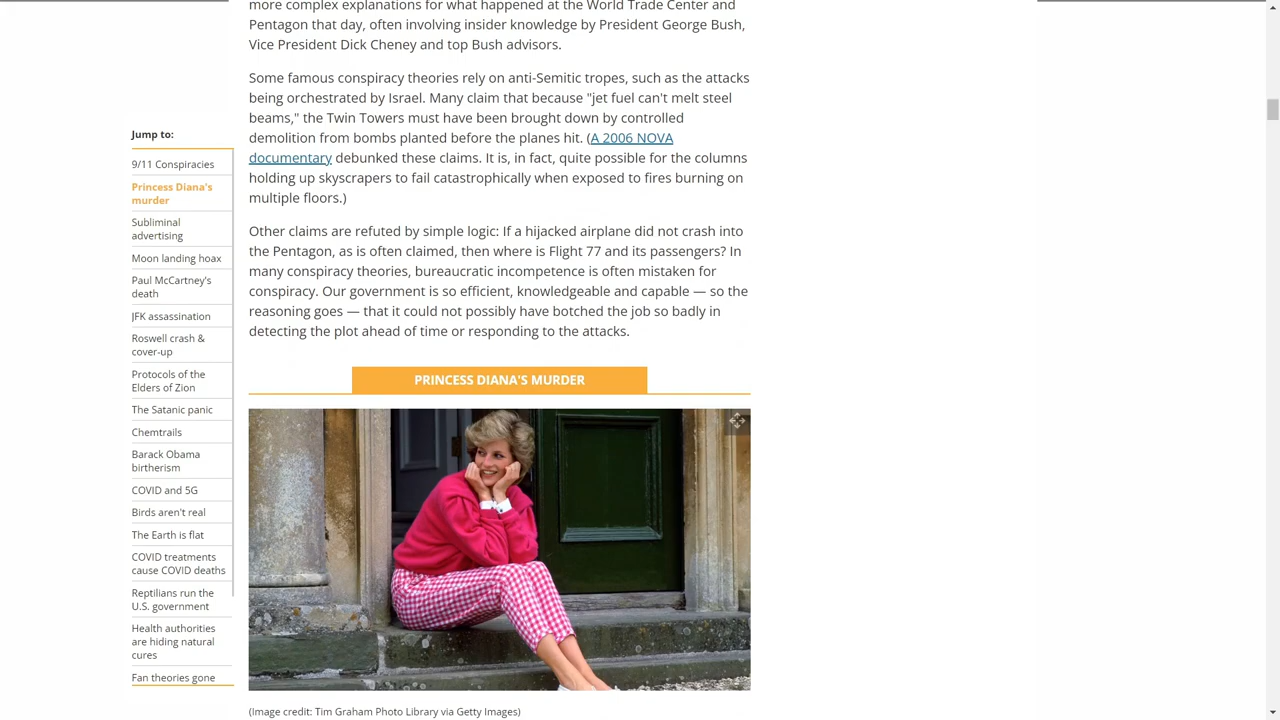 more complex explanations for what happened at the World Trade Center and
Pentagon that day, often involving insider knowledge by President George Bush,
Vice President Dick Cheney and top Bush advisors.
Some famous conspiracy theories rely on anti-Semitic tropes, such as the attacks
being orchestrated by Israel. Many claim that because "jet fuel can't melt steel
beams," the Twin Towers must have been brought down by controlled
demolition from bombs planted before the planes hit. (A 2006 NOVA
documentary debunked these claims. It is, in fact, quite possible for the columns
holding up skyscrapers to fail catastrophically when exposed to fires burning on
multiple floors.)
Other claims are refuted by simple logic: If a hijacked airplane did not crash into
the Pentagon, as is often claimed, then where is Flight 77 and its passengers? In
many conspiracy theories, bureaucratic incompetence is often mistaken for
conspiracy. Our government is so efficient, knowledgeable and capable — so the
reasoning goes — that it could not possibly have botched the job so badly in
detecting the plot ahead of time or responding to the attacks.
PRINCESS DIANA'S MURDER
(Image credit: Tim Graham Photo Library via Getty Images)
Jump to:
9/11 Conspiracies
Princess Diana's
murder
Subliminal
advertising
Moon landing hoax
Paul McCartney's
death
JFK assassination
Roswell crash &
cover-up
Protocols of the
Elders of Zion
The Satanic panic
Chemtrails
Barack Obama
birtherism
COVID and 5G
Birds aren't real
The Earth is flat
COVID treatments
cause COVID deaths
Reptilians run the
U.S. government
Health authorities
are hiding natural
cures
Fan theories gone